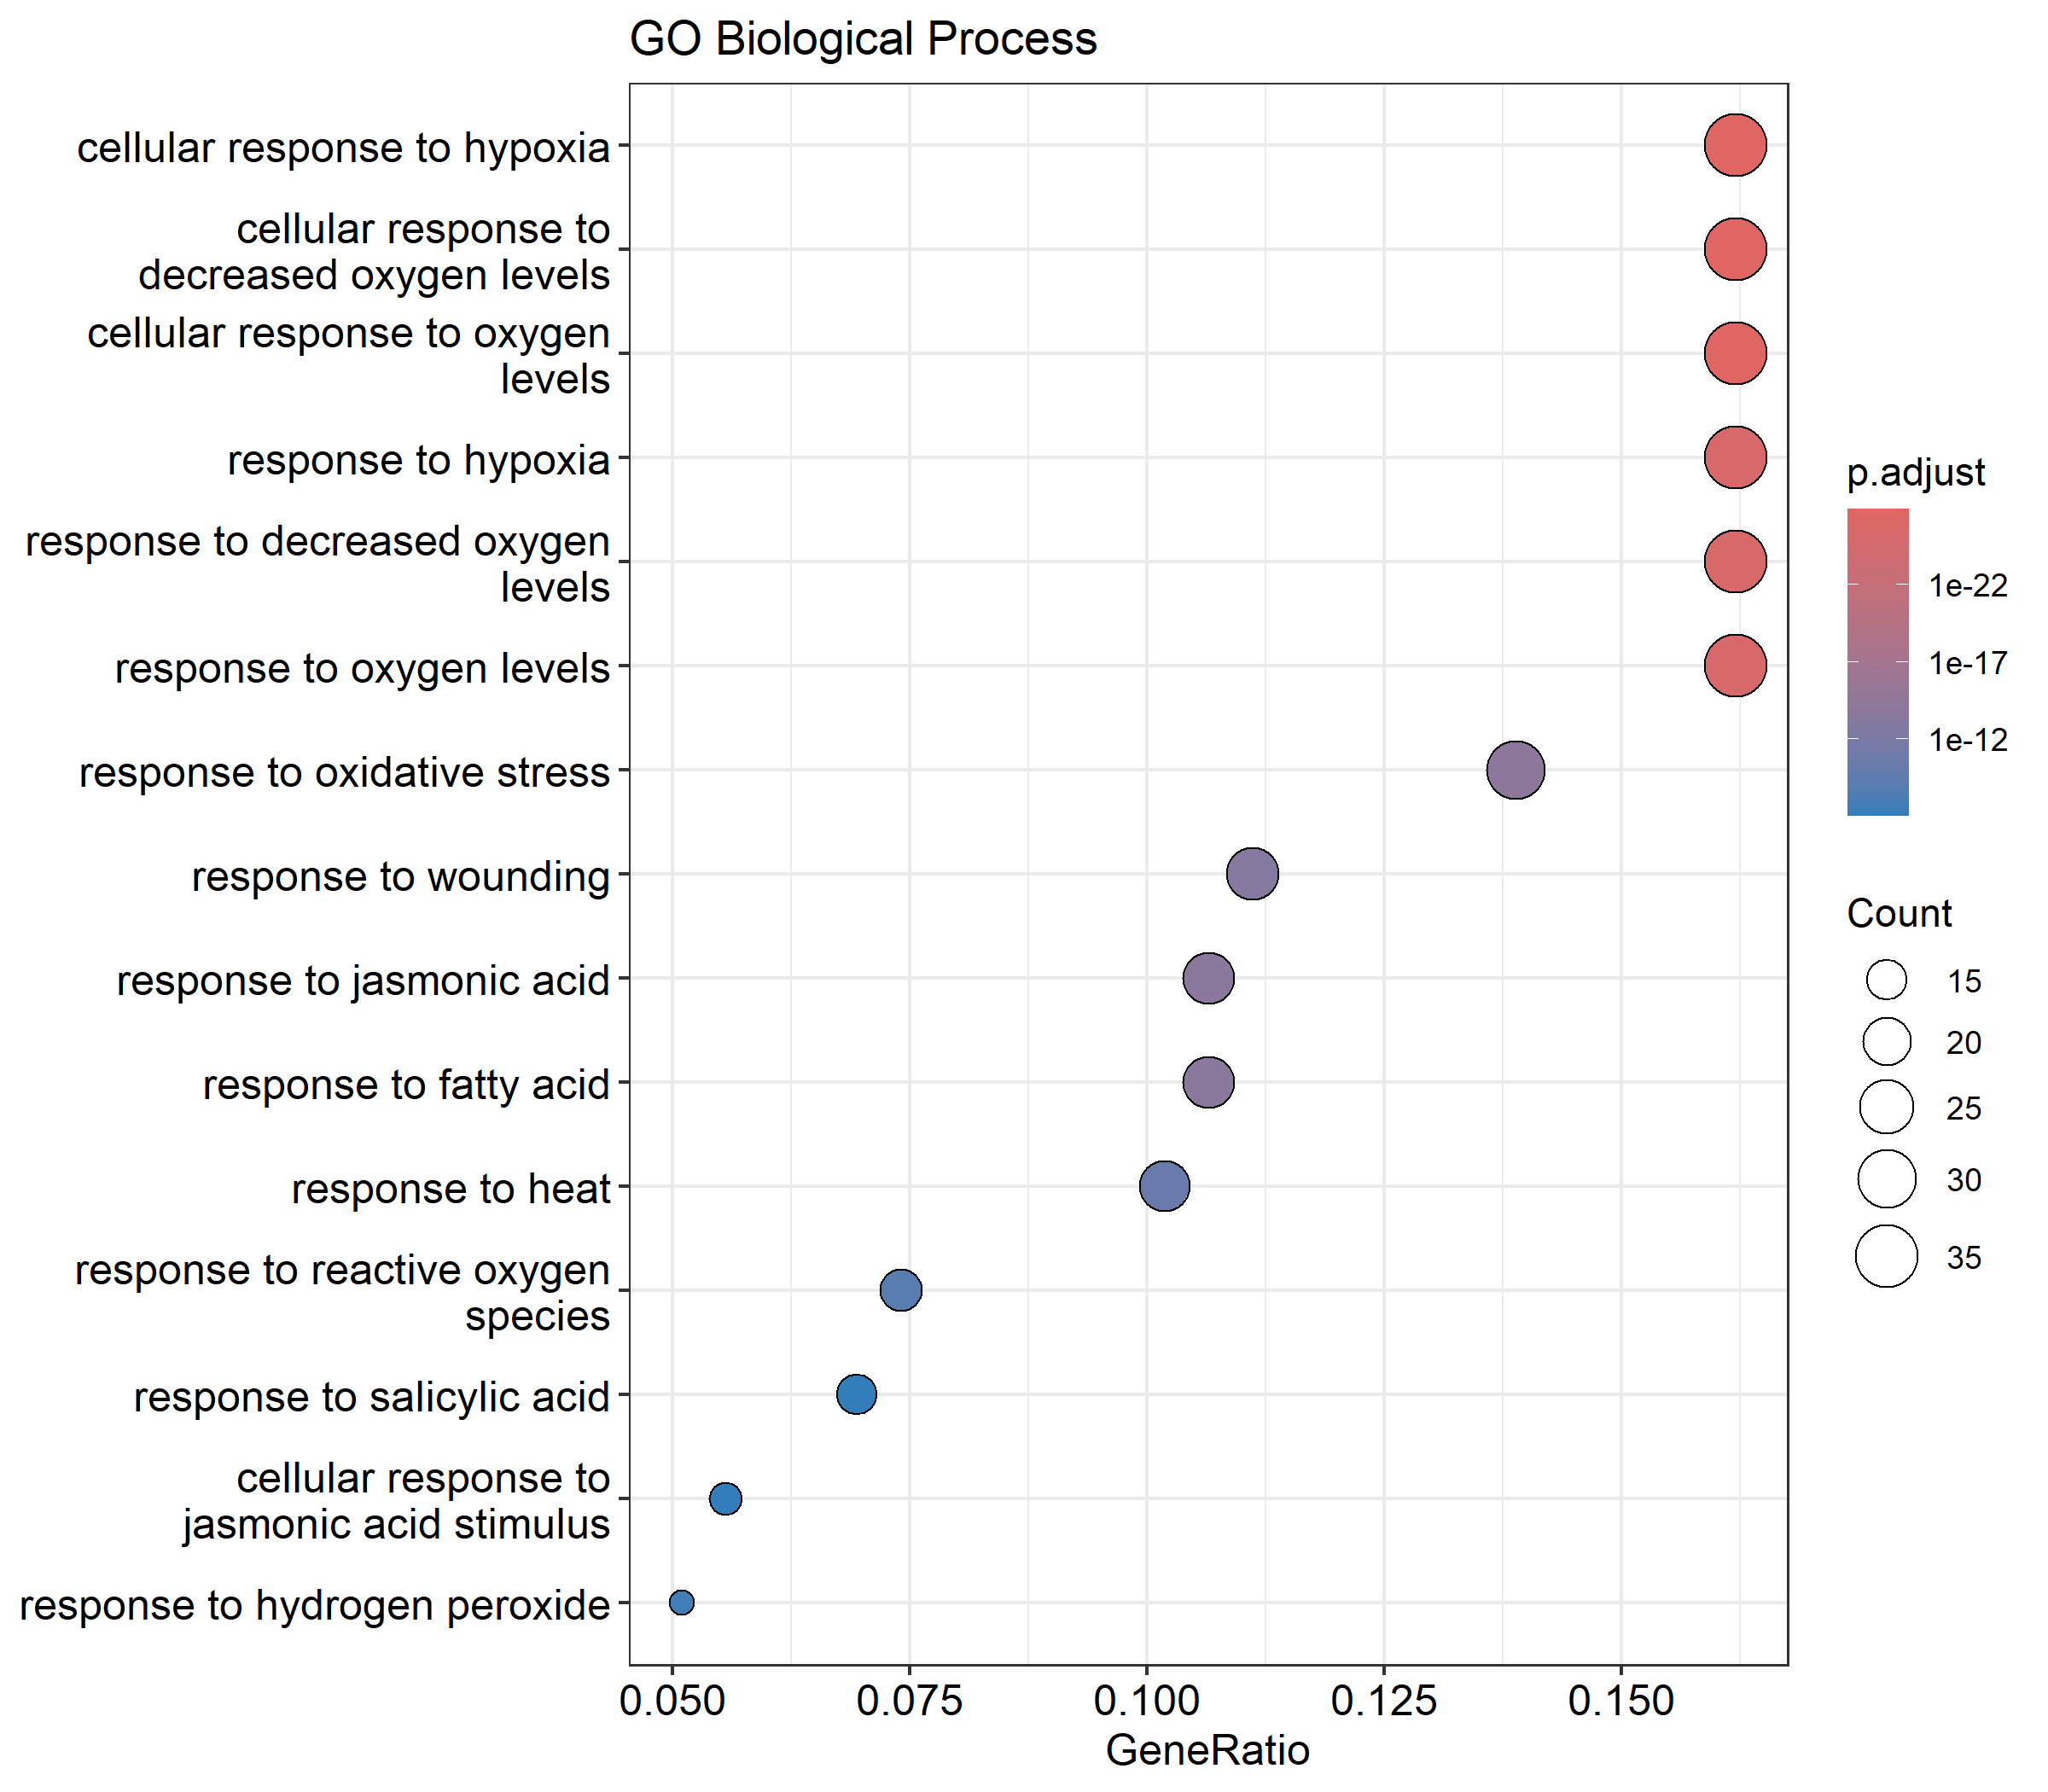 GO Biological Process
cellular response to hypoxia
cellular response to
decreased oxygen levels
cellular response to oxygen
levels
response to hypoxia
response to decreased oxygen
levels
response to oxygen levels
response to oxidative stress
response to wounding
response to jasmonic acid
response to fatty acid
response to heat
response to reactive oxygen
species
response to salicylic acid
cellular response to
jasmonic acid stimulus
response to hydrogen peroxide
0.050 0.075 0.100 0.125 0.150
GeneRatio
p.adjust
1e-22
1e-17
1e-12
Count
15
20
25
30
35